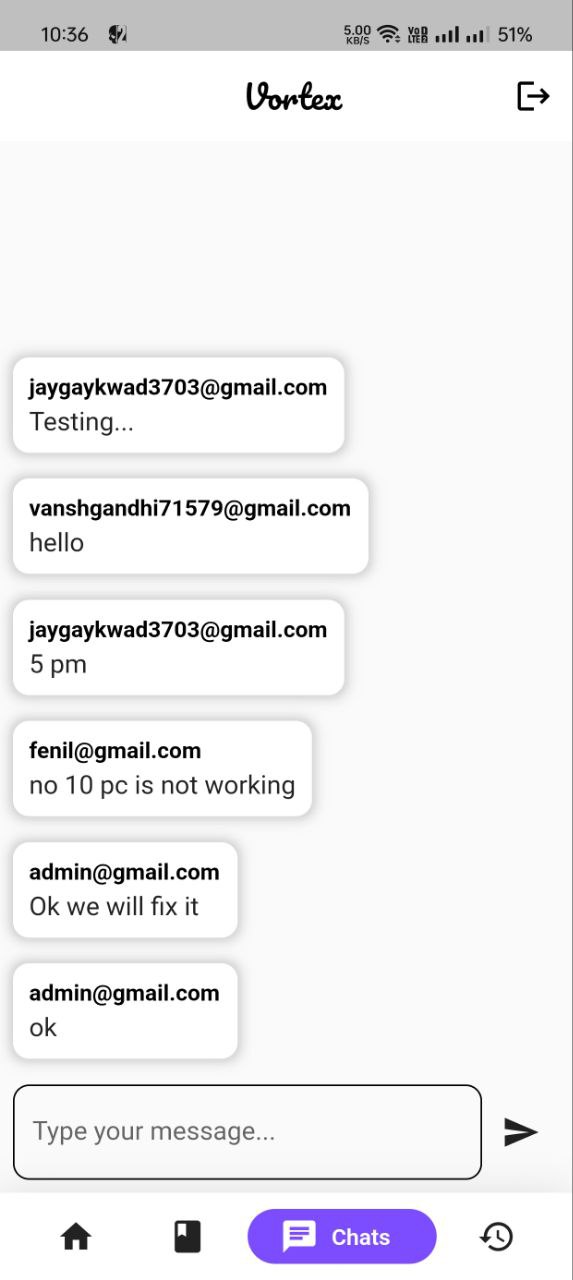 10:36
5.00 KB/S VoD LTE2 51%
Vortex
jaygaykwad3703@gmail.com
Testing...
vanshgandhi71579@gmail.com
hello
jaygaykwad3703@gmail.com
5 pm
fenil@gmail.com
no 10 pc is not working
admin@gmail.com
Ok we will fix it
admin@gmail.com
ok
Type your message...
Chats